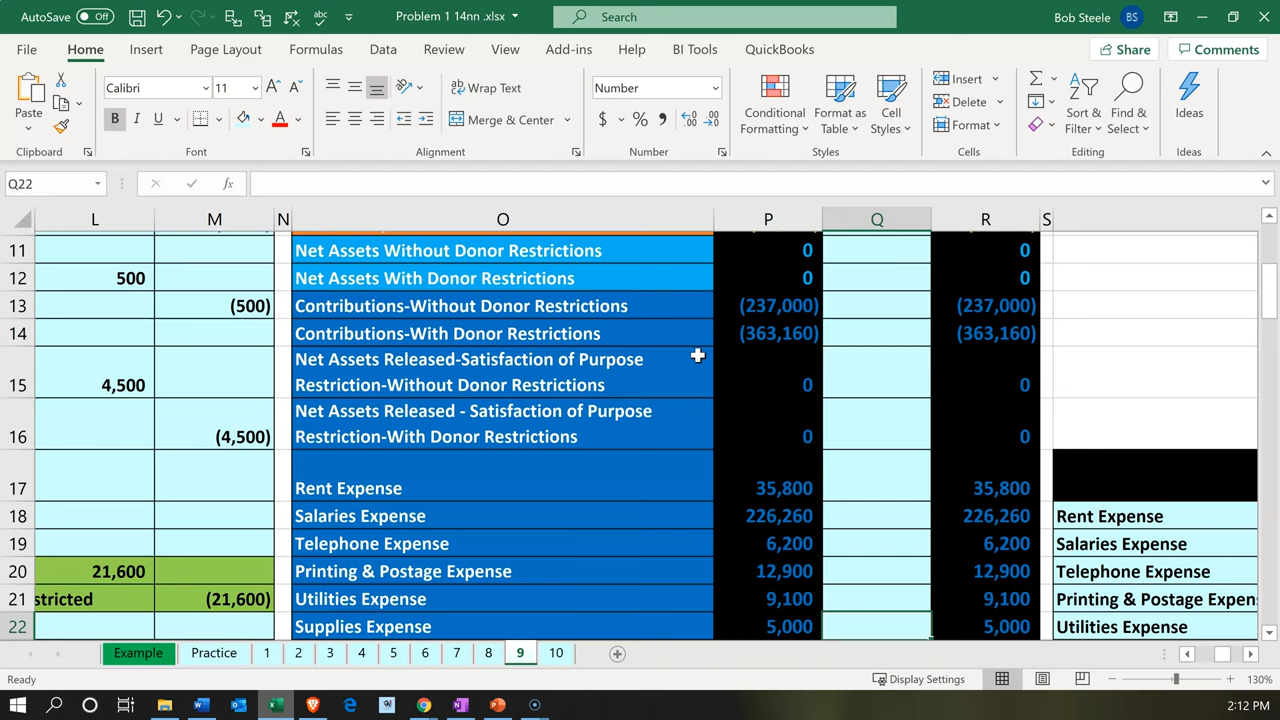 AutoSave Off Problem 1 14nn .xlsx Search Bob Steele BS
File Home Insert Page Layout Formulas Data Review View Add-ins Help BI Tools QuickBooks Share Comments
Calibri 11 Wrap Text Number Insert
Paste B I U Merge & Center $ % Conditional Formatting Format as Table Cell Styles Delete Format Sort & Filter Find & Select Ideas
Clipboard Font Alignment Number Styles Cells Editing Ideas
Q22 fx
L M N O P Q R S
11 Net Assets Without Donor Restrictions 0 0
12 500 Net Assets With Donor Restrictions 0 0
13 (500) Contributions-Without Donor Restrictions (237,000) (237,000)
14 Contributions-With Donor Restrictions (363,160) (363,160)
Net Assets Released-Satisfaction of Purpose
15 4,500 Restriction-Without Donor Restrictions 0 0
Net Assets Released - Satisfaction of Purpose
16 (4,500) Restriction-With Donor Restrictions 0 0
17 Rent Expense 35,800 35,800
18 Salaries Expense 226,260 226,260 Rent Expense
19 Telephone Expense 6,200 6,200 Salaries Expense
20 21,600 Printing & Postage Expense 12,900 12,900 Telephone Expense
21 stricted (21,600) Utilities Expense 9,100 9,100 Printing & Postage Expen
22 Supplies Expense 5,000 5,000 Utilities Expense
Example Practice 1 2 3 4 5 6 7 8 9 10
Ready Display Settings 130%
2:12 PM